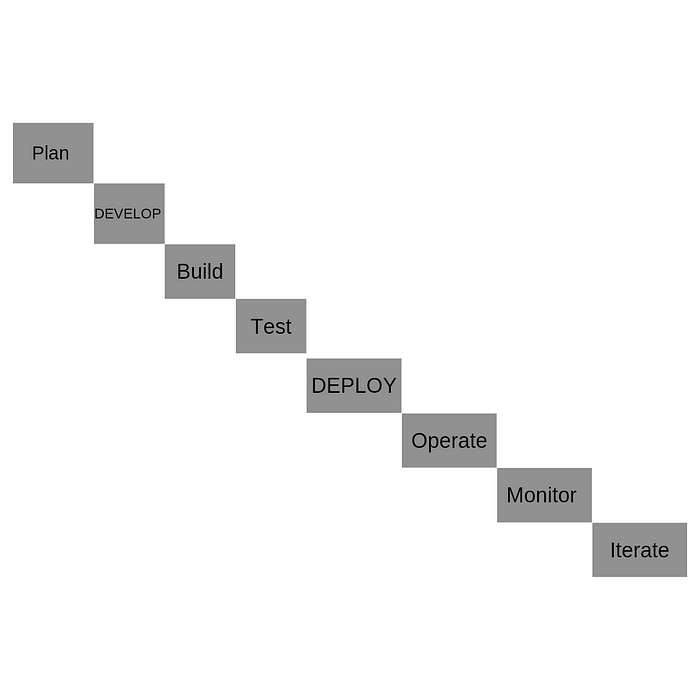 Plan
DEVELOP
Build
Test
DEPLOY
Operate
Monitor
Iterate